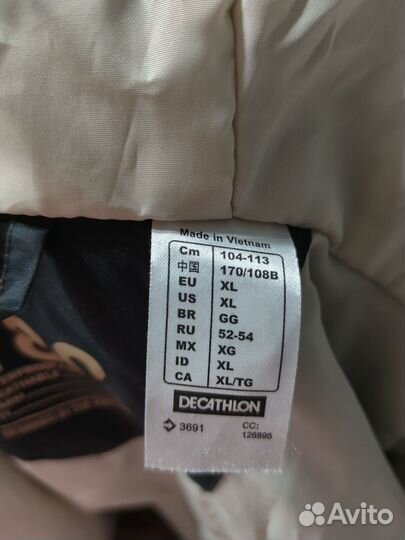 Made in Vietnam
Cm 104-113
中国 170/108B
EU XL
US XL
BR GG
RU 52-54
MX XG
ID XL
CA XL/TG
DECATHLON
3691 CC:
126895
Avito